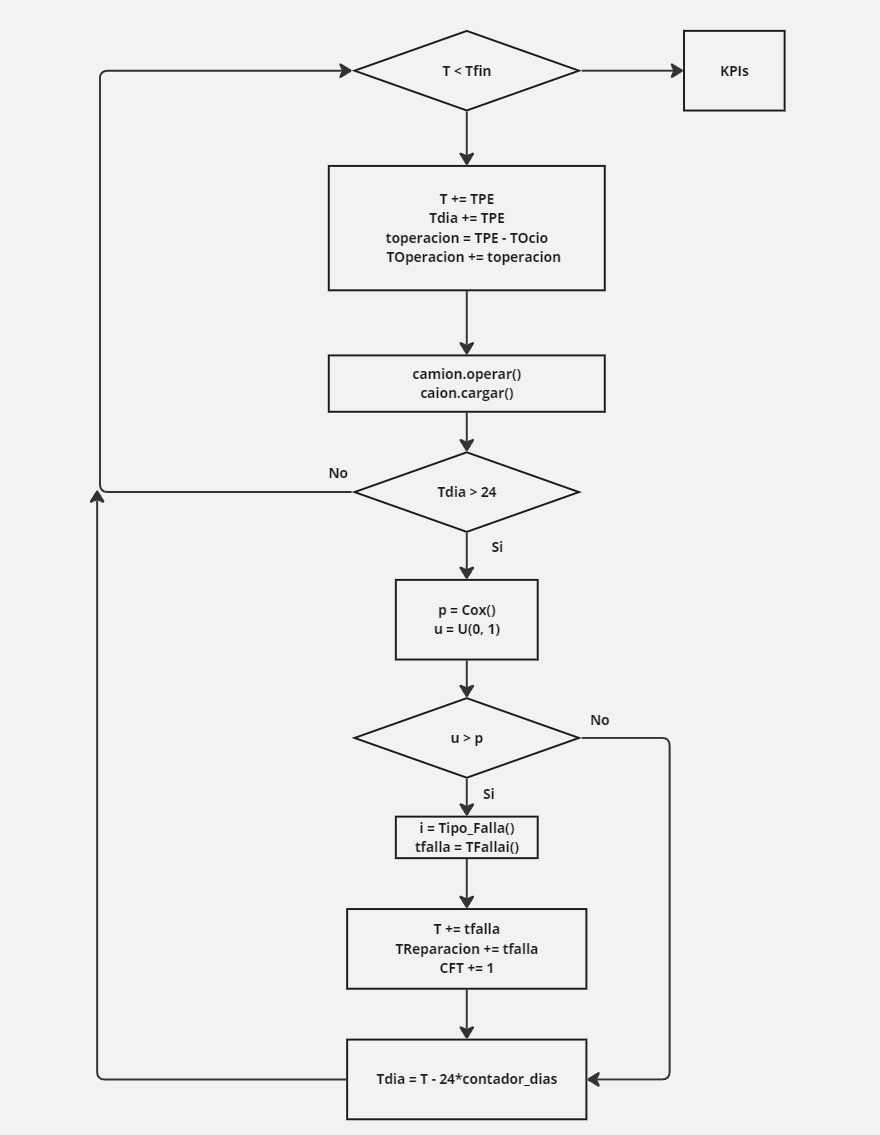 T < Tfin
KPIs
T += TPE
Tdia += TPE
toperacion = TPE - TOcio
TOperacion += toperacion
camion.operar()
caion.cargar()
No
Tdia > 24
Si
p = Cox()
u = U(0, 1)
No
u > p
Si
i = Tipo_Falla()
tfalla = TFallai()
T += tfalla
TReparacion += tfalla
CFT += 1
Tdia = T - 24*contador_dias